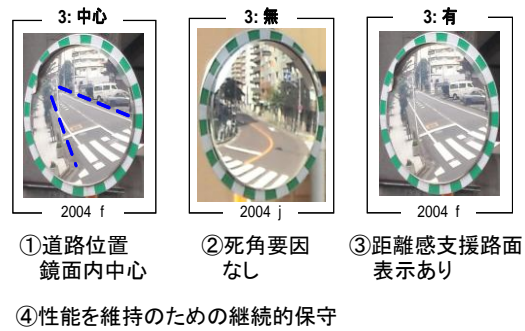 3: 中心
3: 無
3: 有
2004 f
2004 j
2004 f
①道路位置
鏡面内中心
②死角要因
なし
③距離感支援路面
表示あり
④性能を維持のための継続的保守